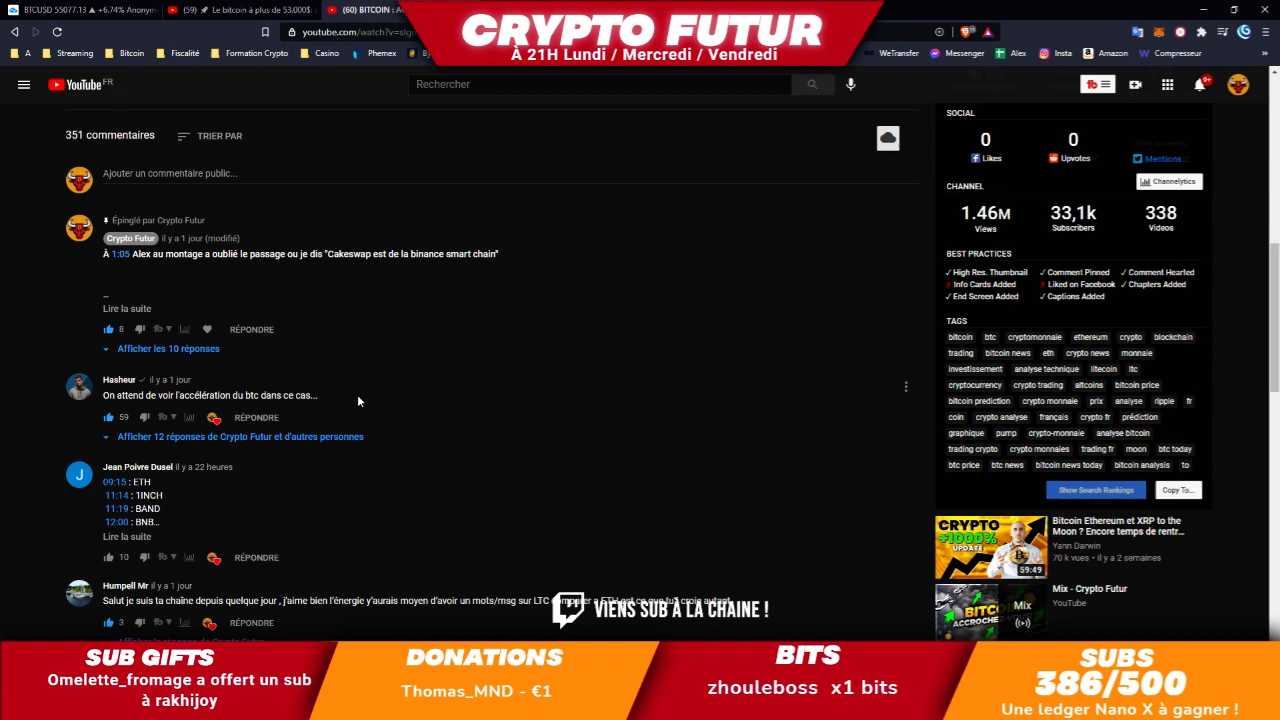 BTCUSD 55077.13 ▲ +6.74% Anonym
(59) 🚀 Le bitcoin à plus de 53.000$:
(60) BITCOIN : A
CRYPTO FUTUR
À 21H Lundi / Mercredi / Vendredi
youtube.com/watch?v=slg
A
Streaming
Bitcoin
Fiscalité
Formation Crypto
Casino
Phemex
By
WeTransfer
Messenger
Alex
Insta
Amazon
Compresseur
YouTube FR
Rechercher
9+
351 commentaires
TRIER PAR
Ajouter un commentaire public...
Épinglé par Crypto Futur
Crypto Futur il y a 1 jour (modifié)
À 1:05 Alex au montage a oublié le passage ou je dis "Cakeswap est de la binance smart chain"
_
Lire la suite
8 RÉPONDRE
Afficher les 10 réponses
Hasheur il y a 1 jour
On attend de voir l'accélération du btc dans ce cas...
59 RÉPONDRE
Afficher 12 réponses de Crypto Futur et d'autres personnes
J
Jean Poivre Dusel il y a 22 heures
09:15 : ETH
11:14 : 1INCH
11:19 : BAND
12:00 : BNB…
Lire la suite
10 RÉPONDRE
Humpell Mr il y a 1 jour
Salut je suis ta chaîne depuis quelque jour , j'aime bien l'énergie y'aurais moyen d'avoir un mots/msg sur LTC
3 RÉPONDRE
SOCIAL
0 0
Likes Upvotes Mentions
CHANNEL
Channelytics
1.46M 33,1k 338
Views Subscribers Videos
BEST PRACTICES
✓ High Res. Thumbnail ✓ Comment Pinned ✓ Comment Hearted
✗ Info Cards Added ✗ Liked on Facebook ✓ Chapters Added
✓ End Screen Added ✓ Captions Added
TAGS
bitcoin btc cryptomonnaie ethereum crypto blockchain
trading bitcoin news eth crypto news monnaie
investissement analyse technique litecoin ltc
cryptocurrency crypto trading altcoins bitcoin price
bitcoin prediction crypto monnaie prix analyse ripple fr
coin crypto analyse français crypto fr prédiction
graphique pump crypto-monnaie analyse bitcoin
trading crypto crypto monnaies trading fr moon btc today
btc price btc news bitcoin news today bitcoin analysis to
Show Search Rankings Copy To...
CRYPTO
+1000%
UPDATE
59:49
Bitcoin Ethereum et XRP to the
Moon ? Encore temps de rentr...
Yann Darwin
70 k vues • il y a 2 semaines
BITCO
ACCROCHE
Mix
Mix - Crypto Futur
YouTube
VIENS SUB À LA CHAINE !
SUB GIFTS
Omelette_fromage a offert un sub
à rakhijoy
DONATIONS
Thomas_MND - €1
BITS
zhouleboss x1 bits
SUBS
386/500
Une ledger Nano X à gagner !